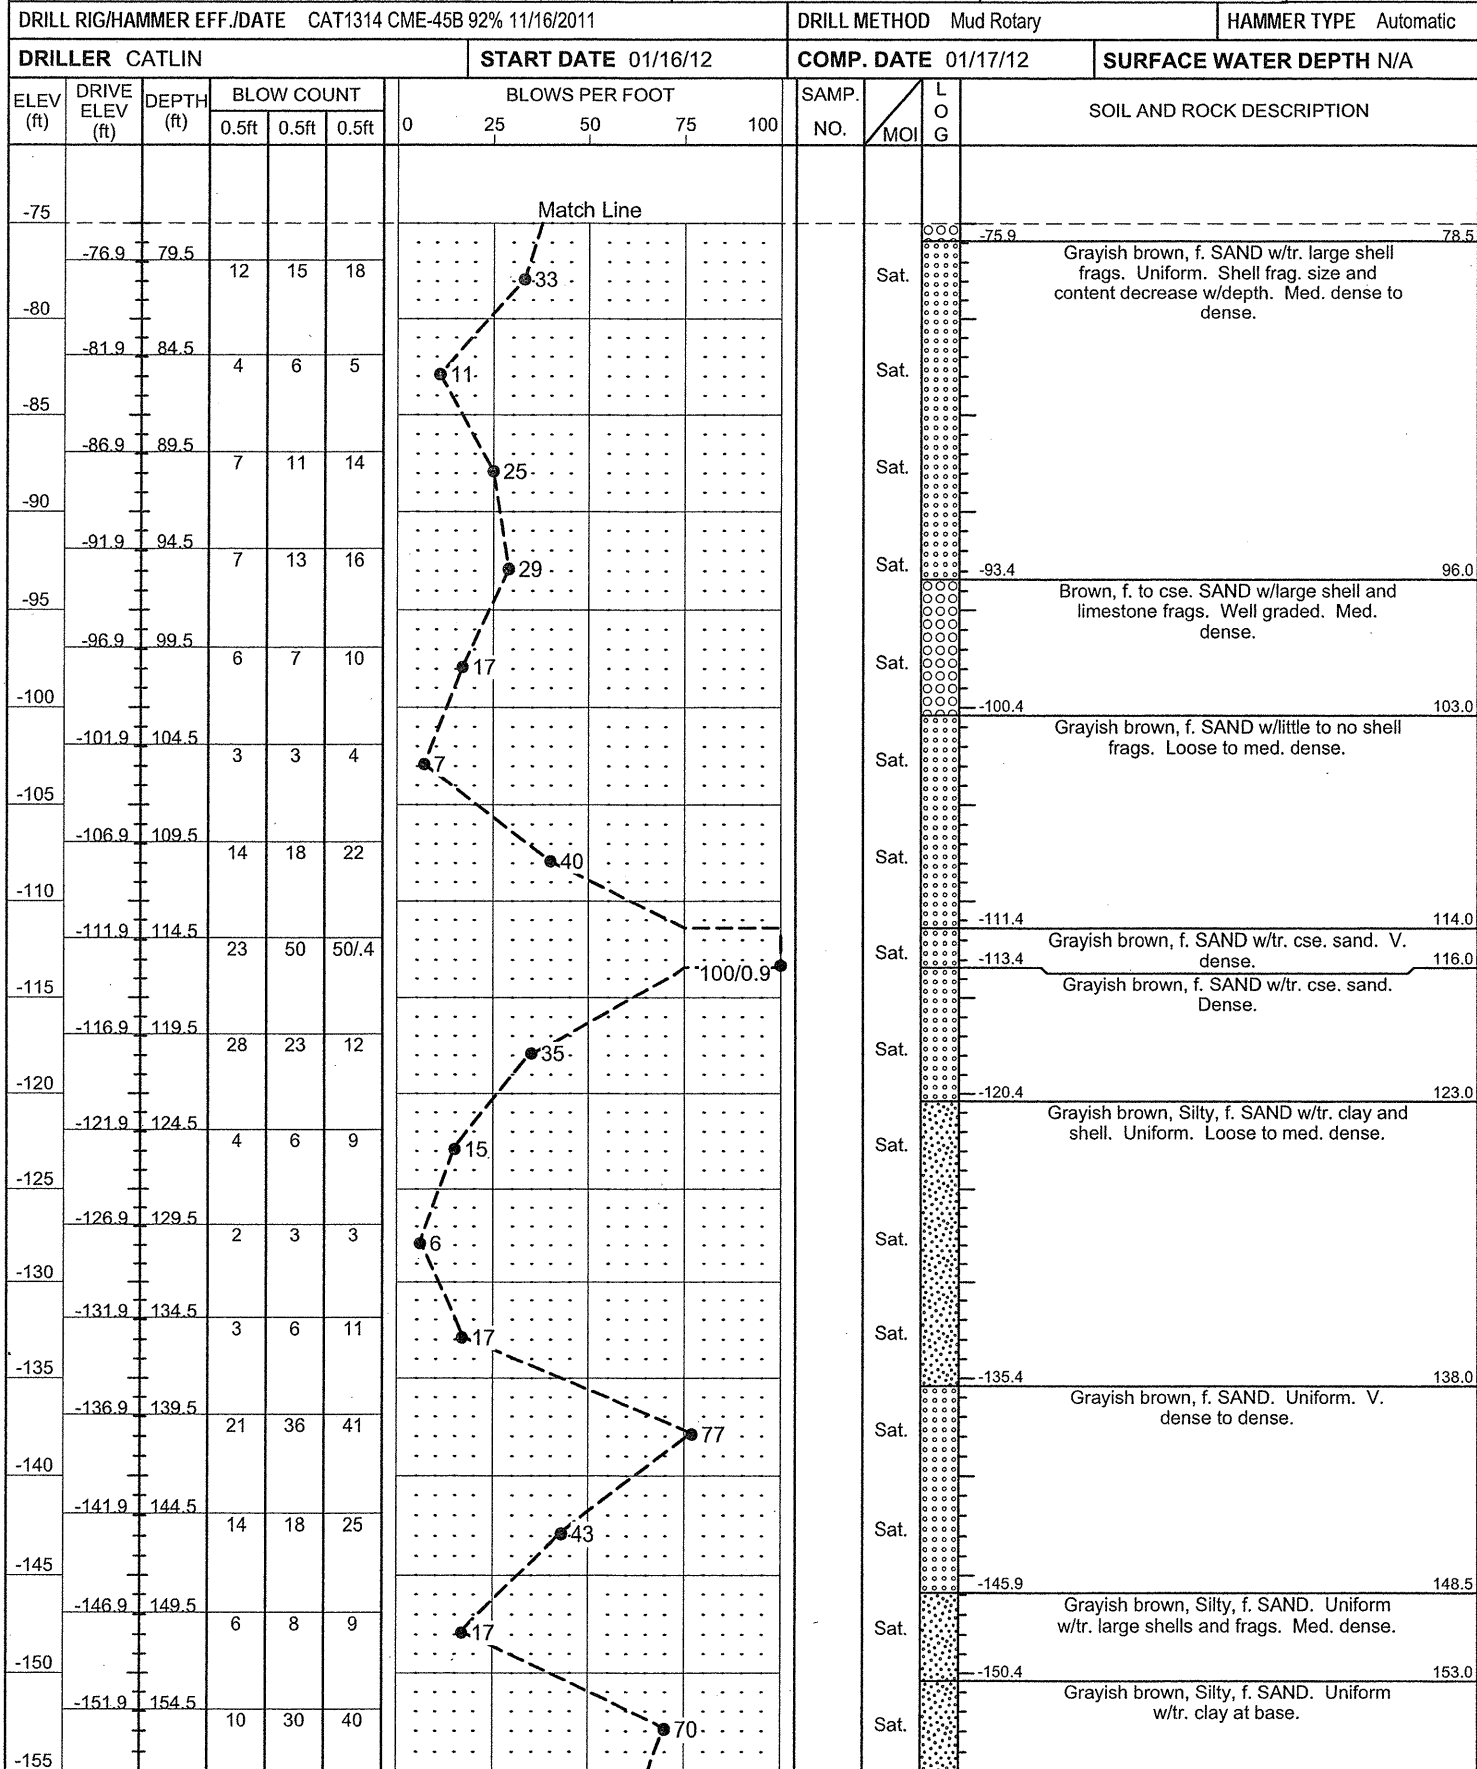 DRILL RIG/HAMMER EFF./DATE CAT1314 CME-45B 92% 11/16/2011 DRILL METHOD Mud Rotary HAMMER TYPE Automatic
DRILLER CATLIN START DATE 01/16/12 COMP. DATE 01/17/12 SURFACE WATER DEPTH N/A
ELEV (ft) DRIVE ELEV (ft) DEPTH (ft) BLOW COUNT BLOWS PER FOOT SAMP. NO. MOI LOG SOIL AND ROCK DESCRIPTION
0.5ft 0.5ft 0.5ft 0 25 50 75 100
Match Line
-75
-75.9 78.5
-76.9 79.5
12 15 18 33 Sat.
Grayish brown, f. SAND w/tr. large shell
frags. Uniform. Shell frag. size and
content decrease w/depth. Med. dense to
dense.
-80
-81.9 84.5
4 6 5 11 Sat.
-85
-86.9 89.5
7 11 14 25 Sat.
-90
-91.9 94.5
7 13 16 29 Sat.
-93.4 96.0
Brown, f. to cse. SAND w/large shell and
limestone frags. Well graded. Med.
dense.
-95
-96.9 99.5
6 7 10 17 Sat.
-100
-100.4 103.0
Grayish brown, f. SAND w/little to no shell
frags. Loose to med. dense.
-101.9 104.5
3 3 4 7 Sat.
-105
-106.9 109.5
14 18 22 40 Sat.
-110
-111.4 114.0
-111.9 114.5
23 50 50/.4 100/0.9 Sat.
Grayish brown, f. SAND w/tr. cse. sand. V.
dense.
-113.4 116.0
Grayish brown, f. SAND w/tr. cse. sand.
Dense.
-115
-116.9 119.5
28 23 12 35 Sat.
-120
-120.4 123.0
Grayish brown, Silty, f. SAND w/tr. clay and
shell. Uniform. Loose to med. dense.
-121.9 124.5
4 6 9 15 Sat.
-125
-126.9 129.5
2 3 3 6 Sat.
-130
-131.9 134.5
3 6 11 17 Sat.
-135
-135.4 138.0
Grayish brown, f. SAND. Uniform. V.
dense to dense.
-136.9 139.5
21 36 41 77 Sat.
-140
-141.9 144.5
14 18 25 43 Sat.
-145
-145.9 148.5
Grayish brown, Silty, f. SAND. Uniform
w/tr. large shells and frags. Med. dense.
-146.9 149.5
6 8 9 17 Sat.
-150
-150.4 153.0
Grayish brown, Silty, f. SAND. Uniform
w/tr. clay at base.
-151.9 154.5
10 30 40 70 Sat.
-155